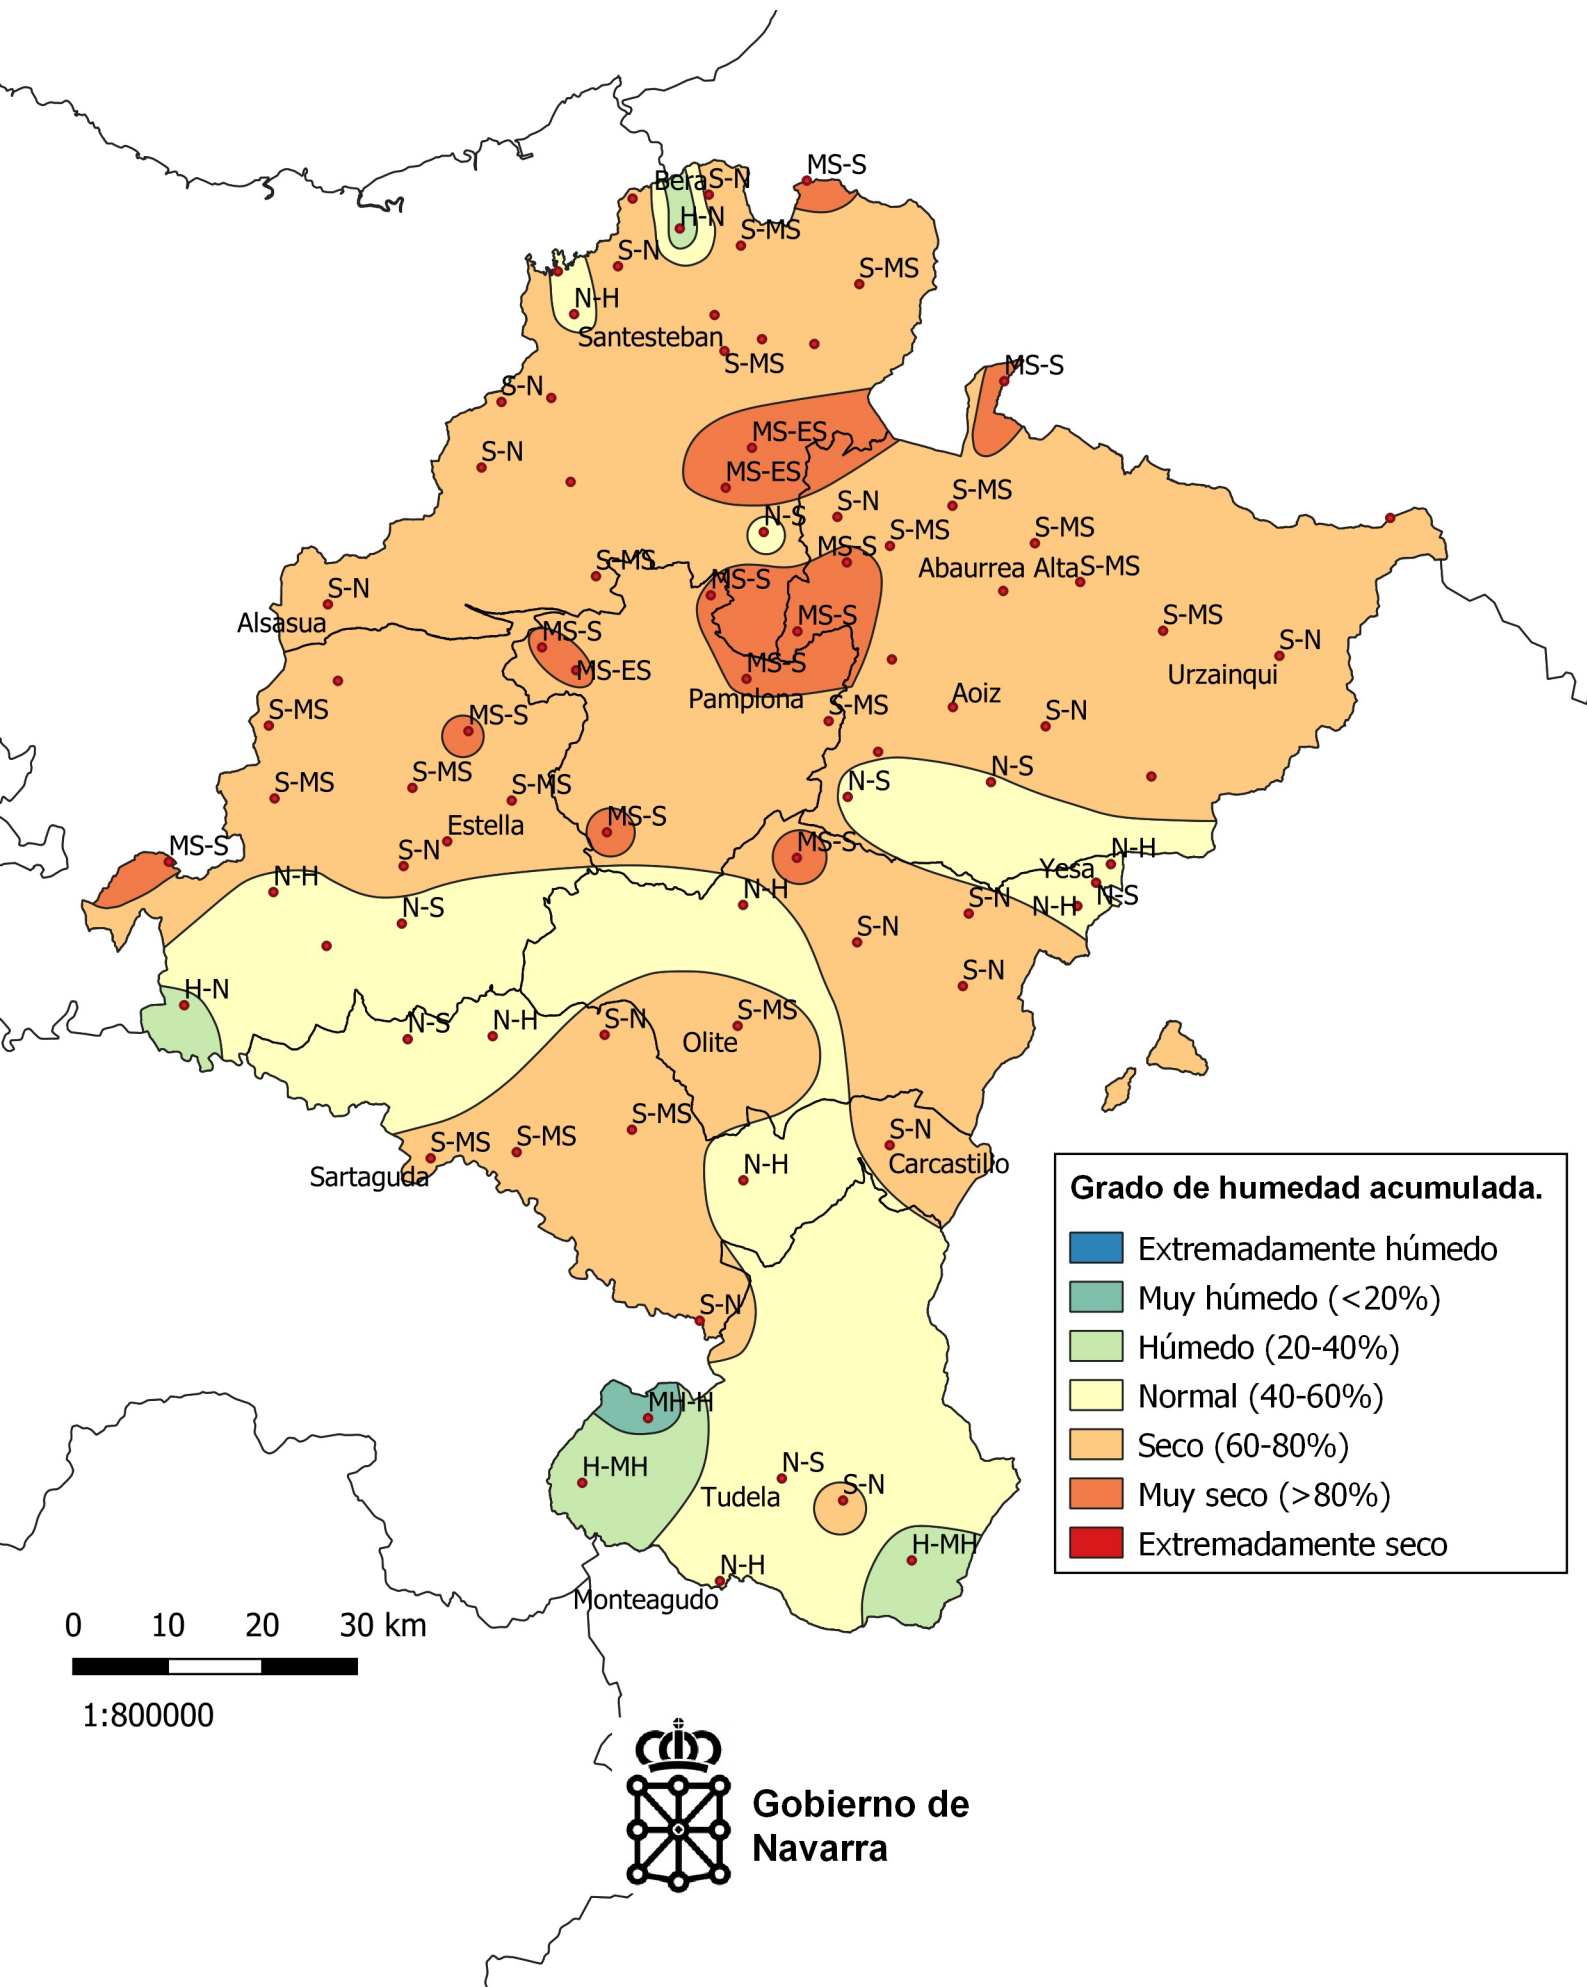 MS-S
Bera
S-N
H-N
S-MS
S-N
S-MS
N-H
Santesteban
S-MS
MS-S
S-N
MS-ES
S-N
MS-ES
S-MS
S-N
N-S
S-MS
S-MS
MS-S
S-MS
Abaurrea Alta
S-MS
MS-S
S-N
Alsasua
S-MS
MS-S
MS-S
S-N
MS-S
MS-ES
Urzainqui
Pamplona
Aoiz
S-MS
S-MS
S-N
MS-S
N-S
S-MS
S-MS
S-MS
N-S
MS-S
Estella
MS-S
MS-S
S-N
N-H
Yesa
N-H
N-H
S-N
N-S
N-H
N-S
S-N
S-N
H-N
S-MS
N-S
N-H
S-N
Olite
S-MS
S-N
S-MS
S-MS
Carcastillo
N-H
Sartaguda
Grado de humedad acumulada.
Extremadamente húmedo
Muy húmedo (<20%)
Húmedo (20-40%)
Normal (40-60%)
Seco (60-80%)
Muy seco (>80%)
Extremadamente seco
S-N
MH-H
H-MH
N-S
S-N
Tudela
H-MH
N-H
Monteagudo
0 10 20 30 km
1:800000
Gobierno de
Navarra